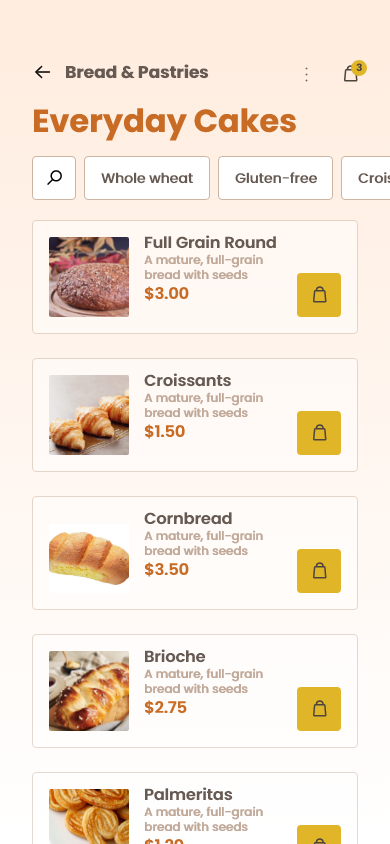 Bread & Pastries
3
Everyday Cakes
Whole wheat
Gluten-free
Full Grain Round
A mature, full-grain
bread with seeds
$3.00
Croissants
A mature, full-grain
bread with seeds
$1.50
Cornbread
A mature, full-grain
bread with seeds
$3.50
Brioche
A mature, full-grain
bread with seeds
$2.75
Palmeritas
A mature, full-grain
bread with seeds